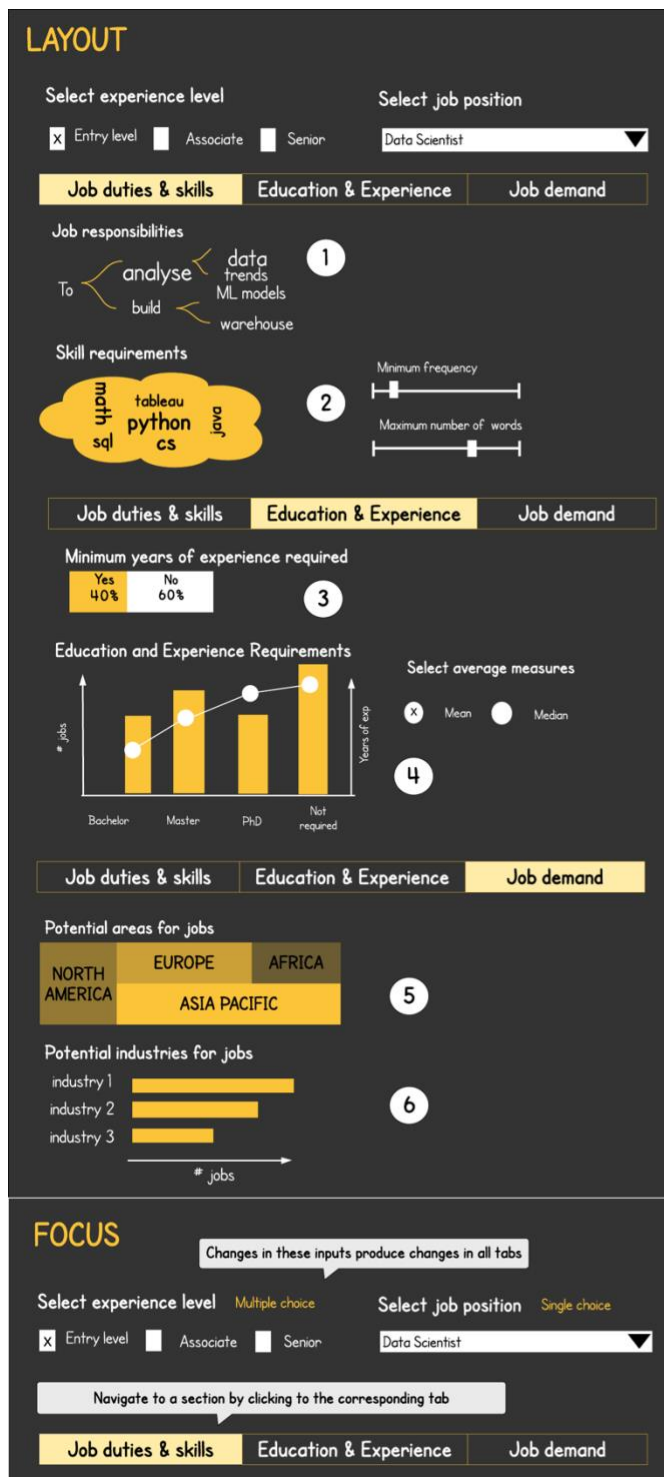 LAYOUT
Select experience level
Select job position
x Entry level Associate Senior
Data Scientist
Job duties & skills Education & Experience Job demand
Job responsibilities
1
To
analyse
data
trends
ML models
build
warehouse
Skill requirements
math
tableau
python
sql
cs
java
2
Minimum frequency
Maximum number of words
Job duties & skills Education & Experience Job demand
Minimum years of experience required
Yes No
40% 60%
3
Education and Experience Requirements
# jobs
Years of exp
Bachelor Master PhD Not required
Select average measures
x Mean Median
4
Job duties & skills Education & Experience Job demand
Potential areas for jobs
NORTH AMERICA
EUROPE
AFRICA
ASIA PACIFIC
5
Potential industries for jobs
industry 1
industry 2
industry 3
# jobs
6
FOCUS
Changes in these inputs produce changes in all tabs
Select experience level Multiple choice
Select job position Single choice
x Entry level Associate Senior
Data Scientist
Navigate to a section by clicking to the corresponding tab
Job duties & skills Education & Experience Job demand